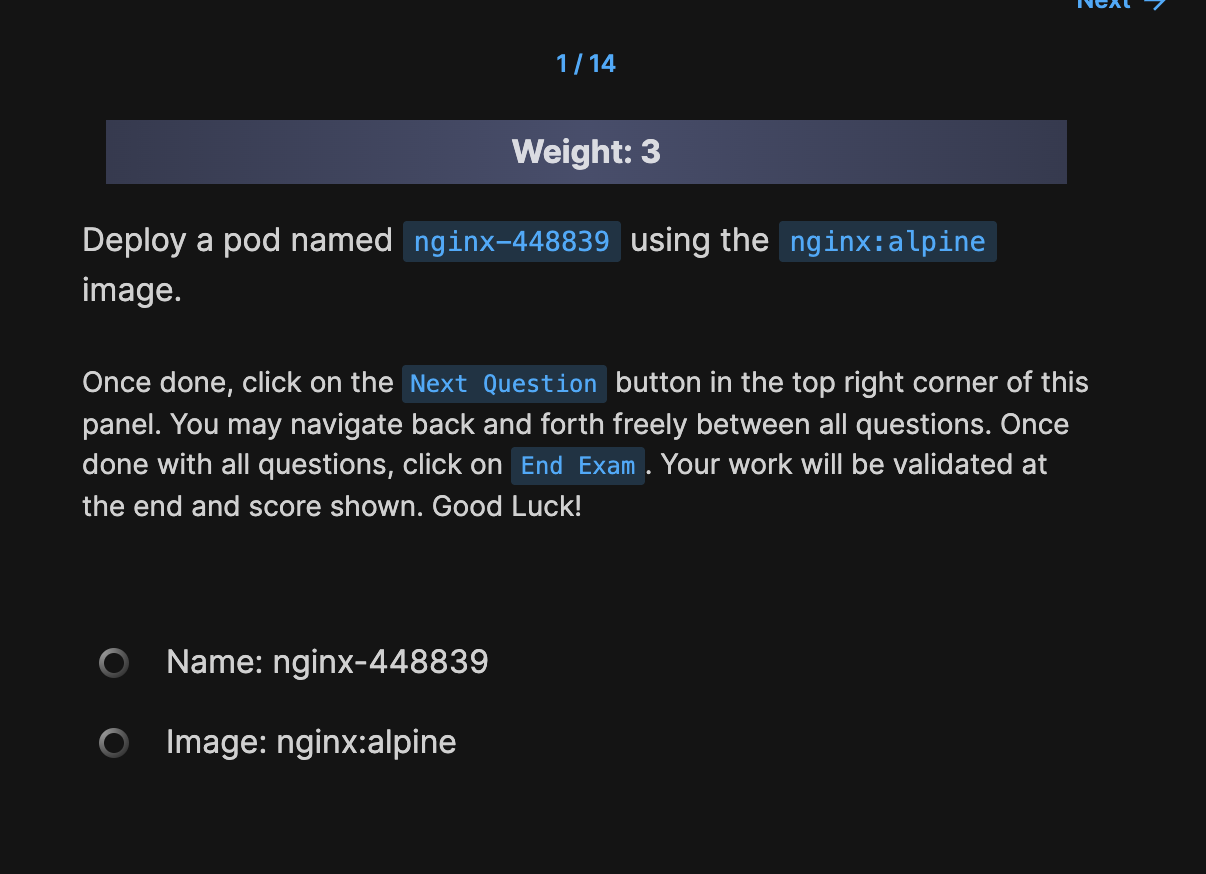 Next →
1 / 14
Weight: 3
Deploy a pod named nginx-448839 using the nginx:alpine
image.
Once done, click on the Next Question button in the top right corner of this
panel. You may navigate back and forth freely between all questions. Once
done with all questions, click on End Exam. Your work will be validated at
the end and score shown. Good Luck!
Name: nginx-448839
Image: nginx:alpine